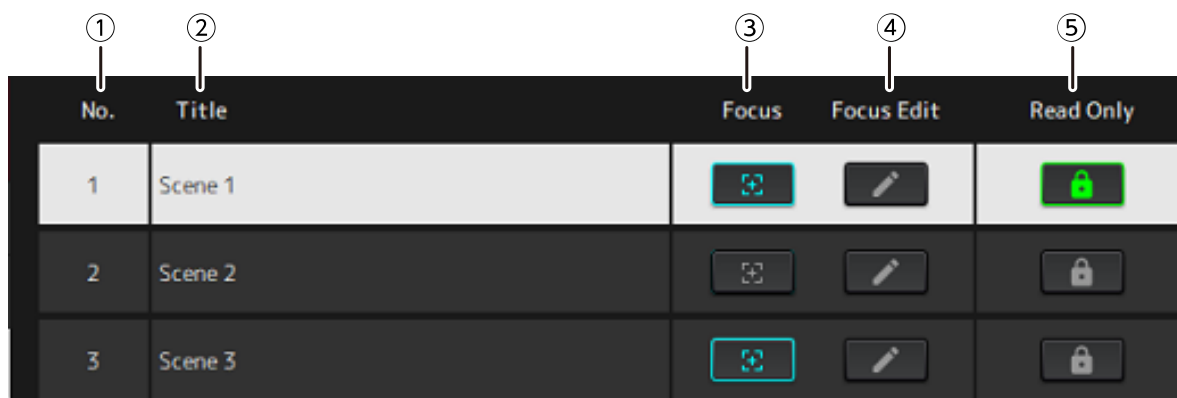 ① ② ③ ④ ⑤
No. Title Focus Focus Edit Read Only
1 Scene 1
2 Scene 2
3 Scene 3